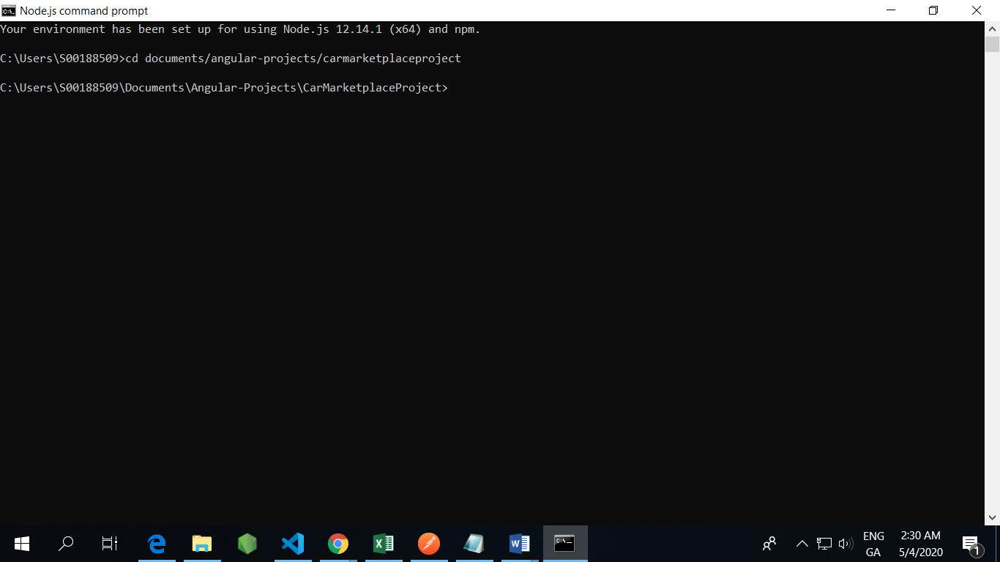 Node.js command prompt
Your environment has been set up for using Node.js 12.14.1 (x64) and npm.
C:\Users\S00188509>cd documents/angular-projects/carmarketplaceproject
C:\Users\S00188509\Documents\Angular-Projects\CarMarketplaceProject>
ENG
GA
2:30 AM
5/4/2020
1